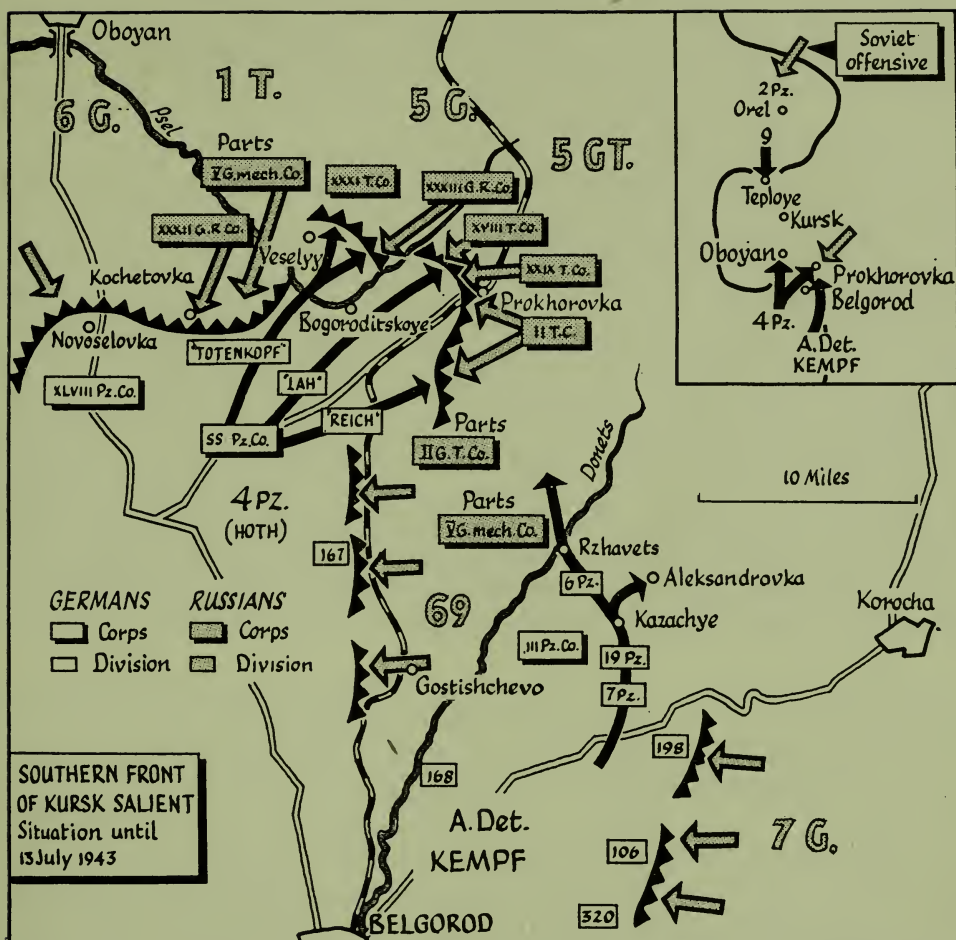 Oboyan
6 G.
1 T.
5 G.
5 GT.
Psel
Parts
V G. mech. Co.
XXXI T. Co.
XXXIII G. R. Co.
XXXII G. R. Co.
XVIII T. Co.
XXIX T. Co.
Veselyy
Kochetovka
Prokhorovka
Novoselovka
Bogoroditskoye
II T. C.
"TOTENKOPF"
XLVIII Pz. Co.
"LAH"
"REICH"
SS Pz. Co.
Parts
II G. T. Co.
Donets
4 PZ.
(HOTH)
Parts
V G. mech. Co.
10 Miles
167
Rzhavets
6 Pz.
Aleksandrovka
Kazachye
Korocha
69
III Pz. Co.
19 Pz.
7 Pz.
Gostishchevo
GERMANS RUSSIANS
Corps Corps
Division Division
198
168
A. Det.
KEMPF
7 G.
106
320
BELGOROD
SOUTHERN FRONT
OF KURSK SALIENT
Situation until
13 July 1943
Soviet
offensive
2 Pz.
Orel
9
Teploye
Kursk
Oboyan
Prokhorovka
Belgorod
4 Pz.
A. Det.
KEMPF